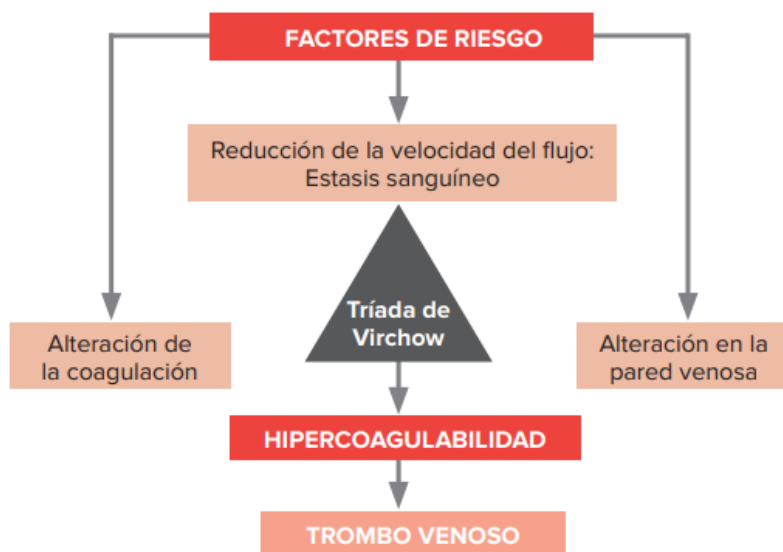 FACTORES DE RIESGO
Reducción de la velocidad del flujo:
Estasis sanguíneo
Tríada de
Virchow
Alteración de
la coagulación
Alteración en la
pared venosa
HIPERCOAGULABILIDAD
TROMBO VENOSO